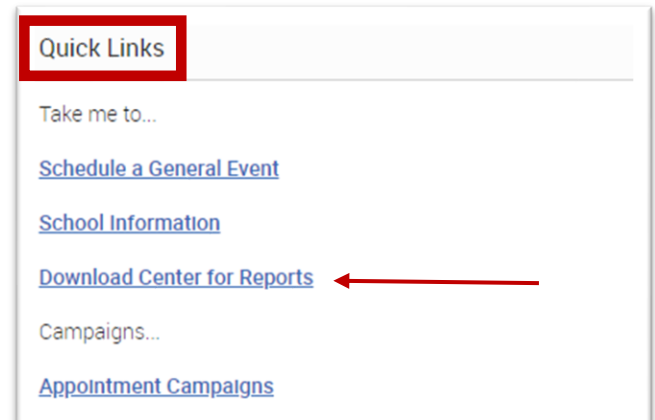 Quick Links
Take me to...
Schedule a General Event
School Information
Download Center for Reports
Campaigns...
Appointment Campaigns